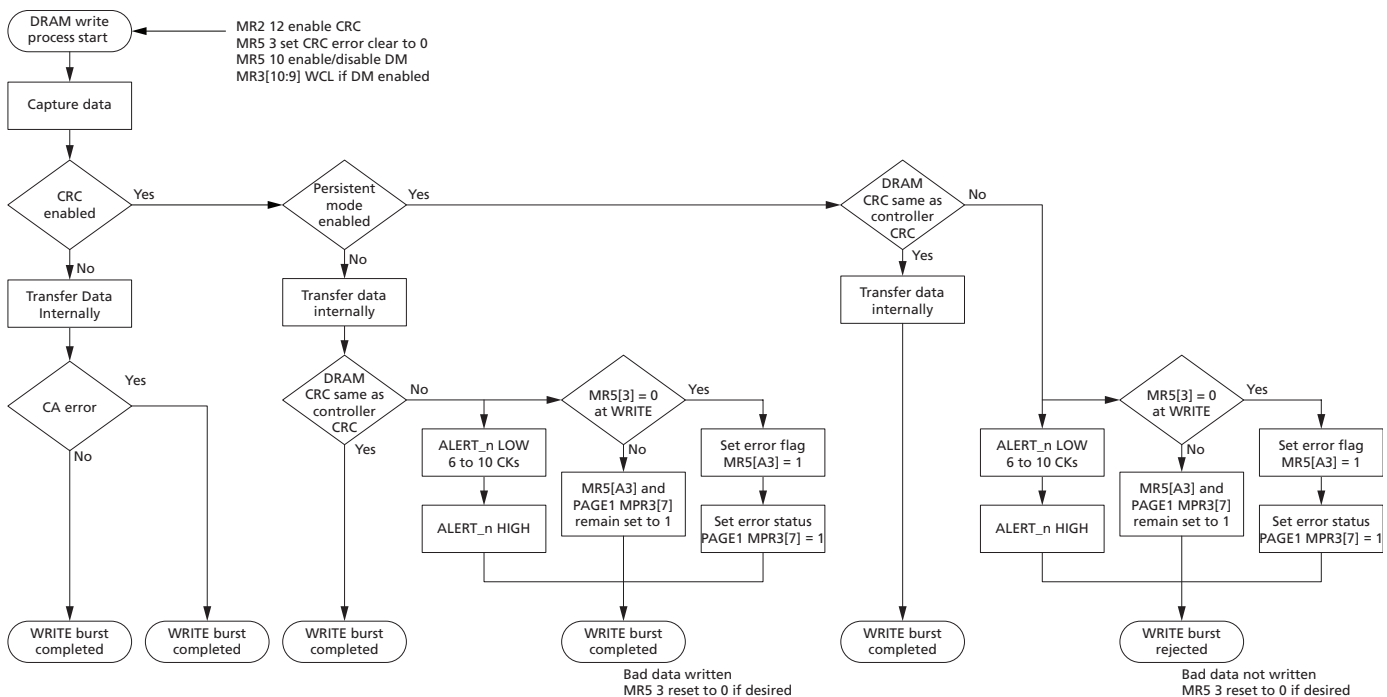 DRAM write
process start
MR2 12 enable CRC
MR5 3 set CRC error clear to 0
MR5 10 enable/disable DM
MR3[10:9] WCL if DM enabled
Capture data
CRC
enabled
Yes
No
Persistent
mode
enabled
Yes
No
DRAM
CRC same as
controller
CRC
No
Yes
Transfer Data
Internally
Transfer data
internally
Transfer data
internally
CA error
Yes
No
DRAM
CRC same as
controller
CRC
No
Yes
MR5[3] = 0
at WRITE
Yes
No
MR5[3] = 0
at WRITE
Yes
No
ALERT_n LOW
6 to 10 CKs
ALERT_n HIGH
MR5[A3] and
PAGE1 MPR3[7]
remain set to 1
Set error flag
MR5[A3] = 1
Set error status
PAGE1 MPR3[7] = 1
ALERT_n LOW
6 to 10 CKs
ALERT_n HIGH
MR5[A3] and
PAGE1 MPR3[7]
remain set to 1
Set error flag
MR5[A3] = 1
Set error status
PAGE1 MPR3[7] = 1
WRITE burst
completed
WRITE burst
completed
WRITE burst
completed
WRITE burst
completed
Bad data written
MR5 3 reset to 0 if desired
WRITE burst
completed
WRITE burst
rejected
Bad data not written
MR5 3 reset to 0 if desired